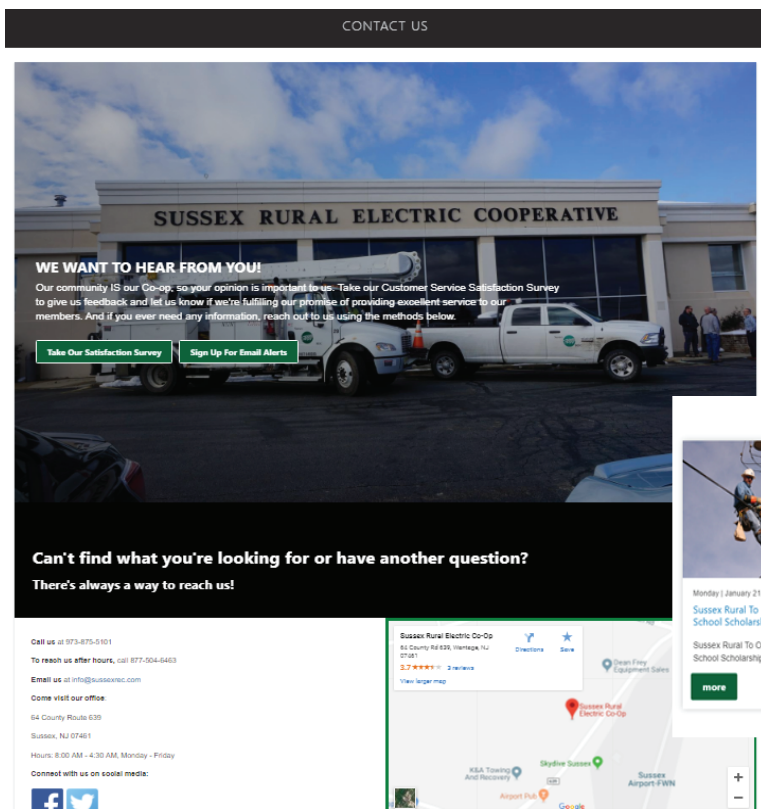 CONTACT US
SUSSEX RURAL ELECTRIC COOPERATIVE
WE WANT TO HEAR FROM YOU!
Our community IS our Co-op, so your opinion is important to us. Take our Customer Service Satisfaction Survey
to give us feedback and let us know if we're fulfilling our promise of providing excellent service to our
members. And if you ever need any information, reach out to us using the methods below.
Take Our Satisfaction Survey
Sign Up For Email Alerts
Can't find what you're looking for or have another question?
There's always a way to reach us!
Call us at 973-875-5101
To reach us after hours, call 877-504-6463
Email us at info@sussexrec.com
Come visit our office:
64 County Route 639
Sussex, NJ 07461
Hours: 8:00 AM - 4:30 AM, Monday - Friday
Connect with us on social media:
Sussex Rural Electric Co-Op
64 County Rd 639, Wantage, NJ
07461
3.7 2 reviews
View larger map
Directions
Save
Dean Frey
Equipment Sales
Sussex Rural
Electric Co-Op
Skydive Sussex
K&A Towing
And Recovery
Sussex
Airport-FWN
Airport Pub
Google
Monday | January 21
Sussex Rural To
School Scholars
Sussex Rural To
School Scholarship
more